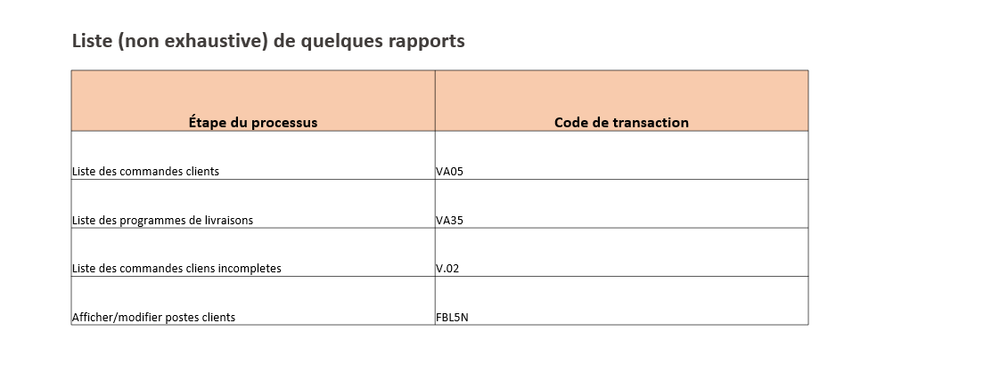 Liste (non exhaustive) de quelques rapports
Étape du processus Code de transaction
Liste des commandes clients VA05
Liste des programmes de livraisons VA35
Liste des commandes cliens incompletes V.02
Afficher/modifier postes clients FBL5N